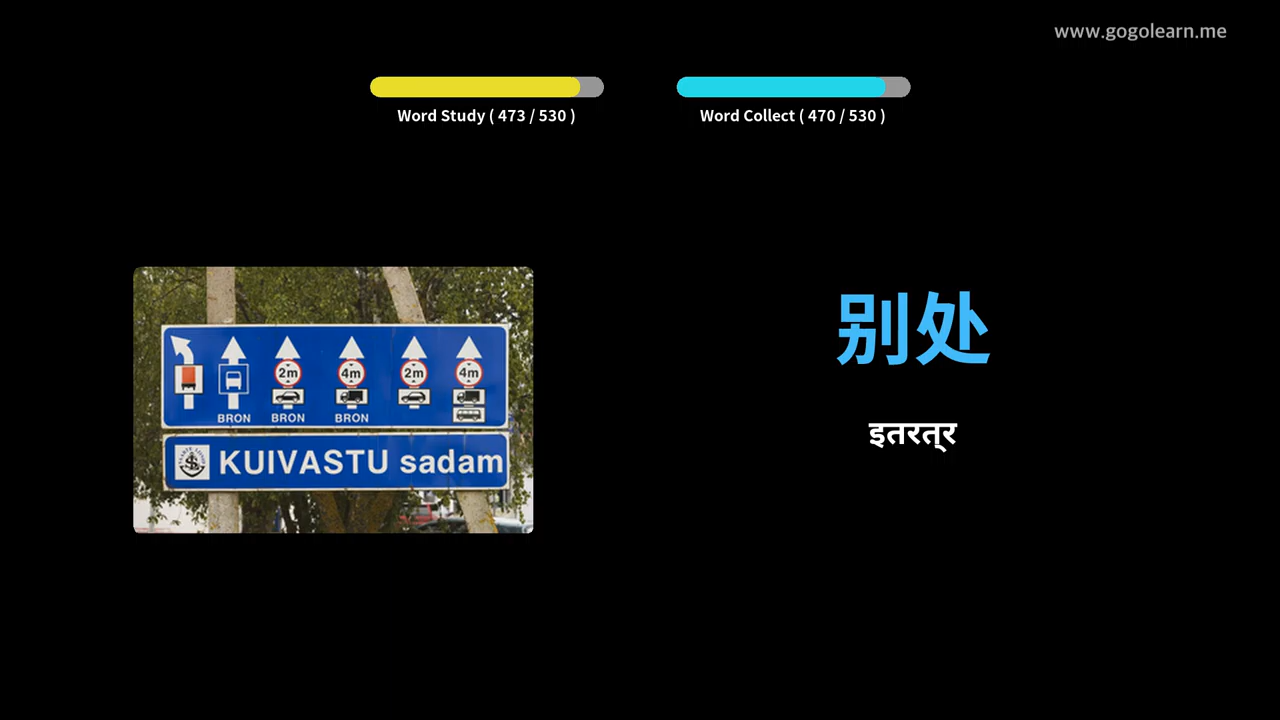 www.gogolearn.me
Word Study ( 473 / 530 )
Word Collect ( 470 / 530 )
2m 4m 2m 4m
BRON BRON BRON
KUIVASTU sadam
别处
इतरत्र